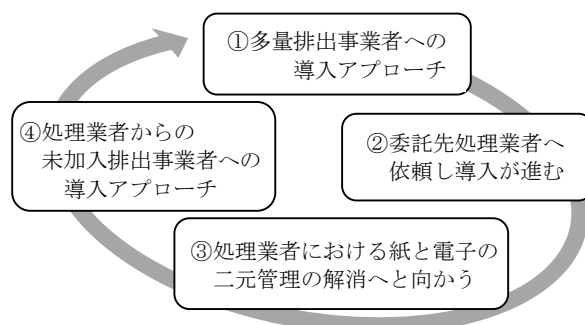 ①多量排出事業者への
導入アプローチ
②委託先処理業者へ
依頼し導入が進む
③処理業者における紙と電子の
二元管理の解消へと向かう
④処理業者からの
未加入排出事業者への
導入アプローチ